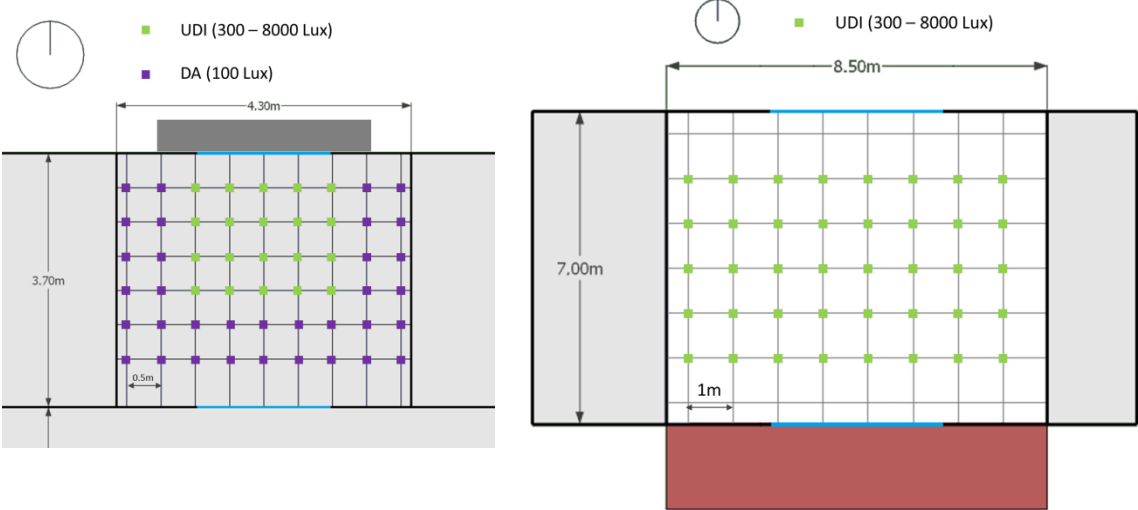 UDI (300 – 8000 Lux)
DA (100 Lux)
4.30m
3.70m
0.5m
UDI (300 – 8000 Lux)
8.50m
7.00m
1m